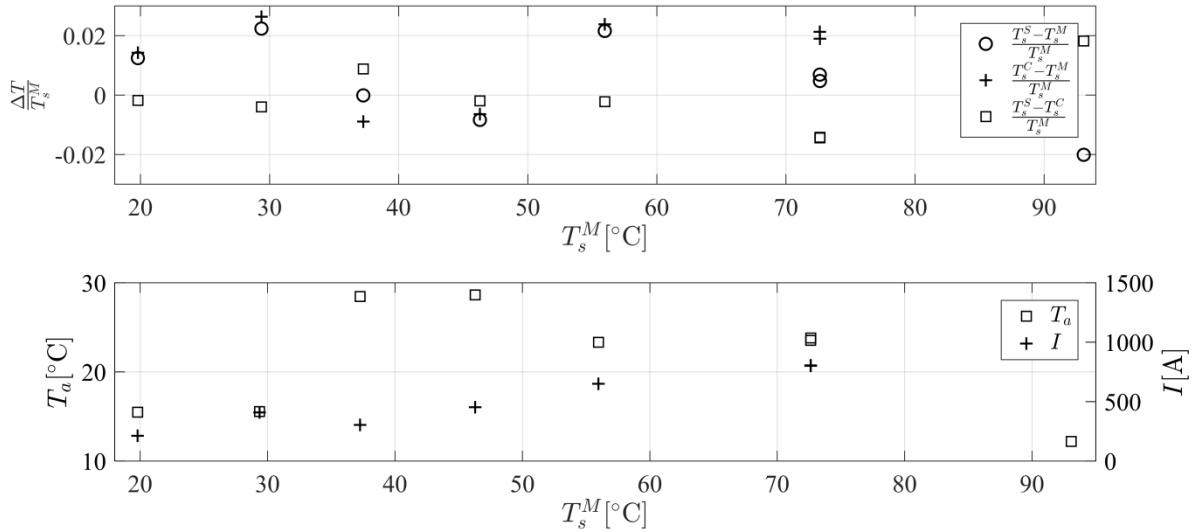 0.02
0
-0.02
ΔT/T_s^M
20 30 40 50 60 70 80 90
T_s^M[°C]
(T_s^S−T_s^M)/T_s^M
(T_s^C−T_s^M)/T_s^M
(T_s^S−T_s^C)/T_s^M
30
20
10
T_a[°C]
1500
1000
500
0
I[A]
T_a
I
20 30 40 50 60 70 80 90
T_s^M[°C]